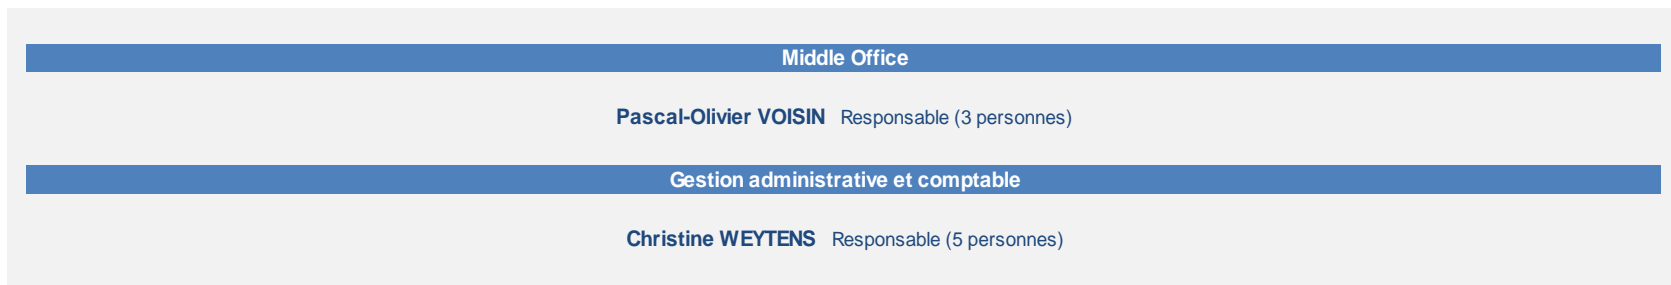 Middle Office
Pascal-Olivier VOISIN Responsable (3 personnes)
Gestion administrative et comptable
Christine WEYTENS Responsable (5 personnes)